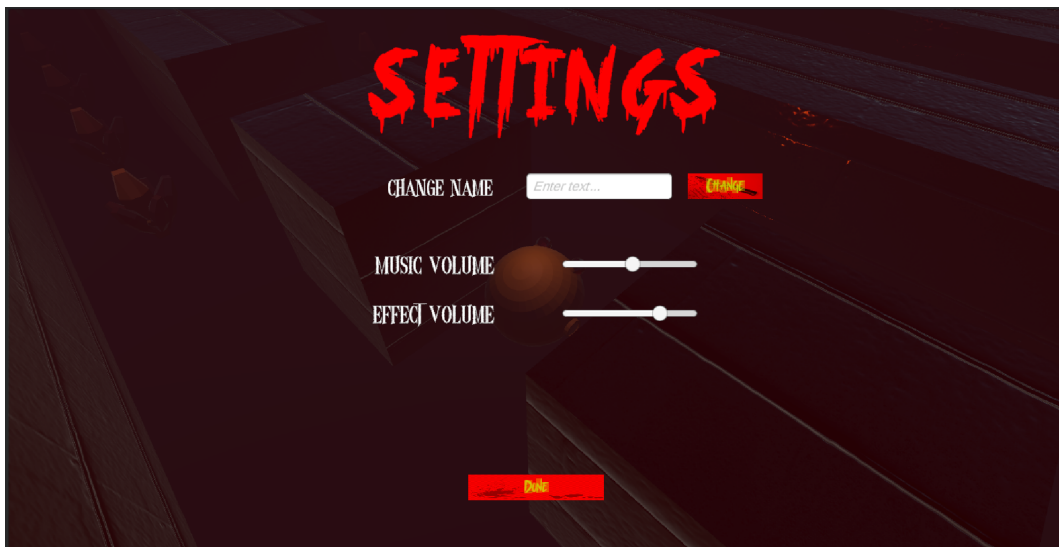 SETTINGS
CHANGE NAME Enter text... CHANGE
MUSIC VOLUME
EFFECT VOLUME
DONE